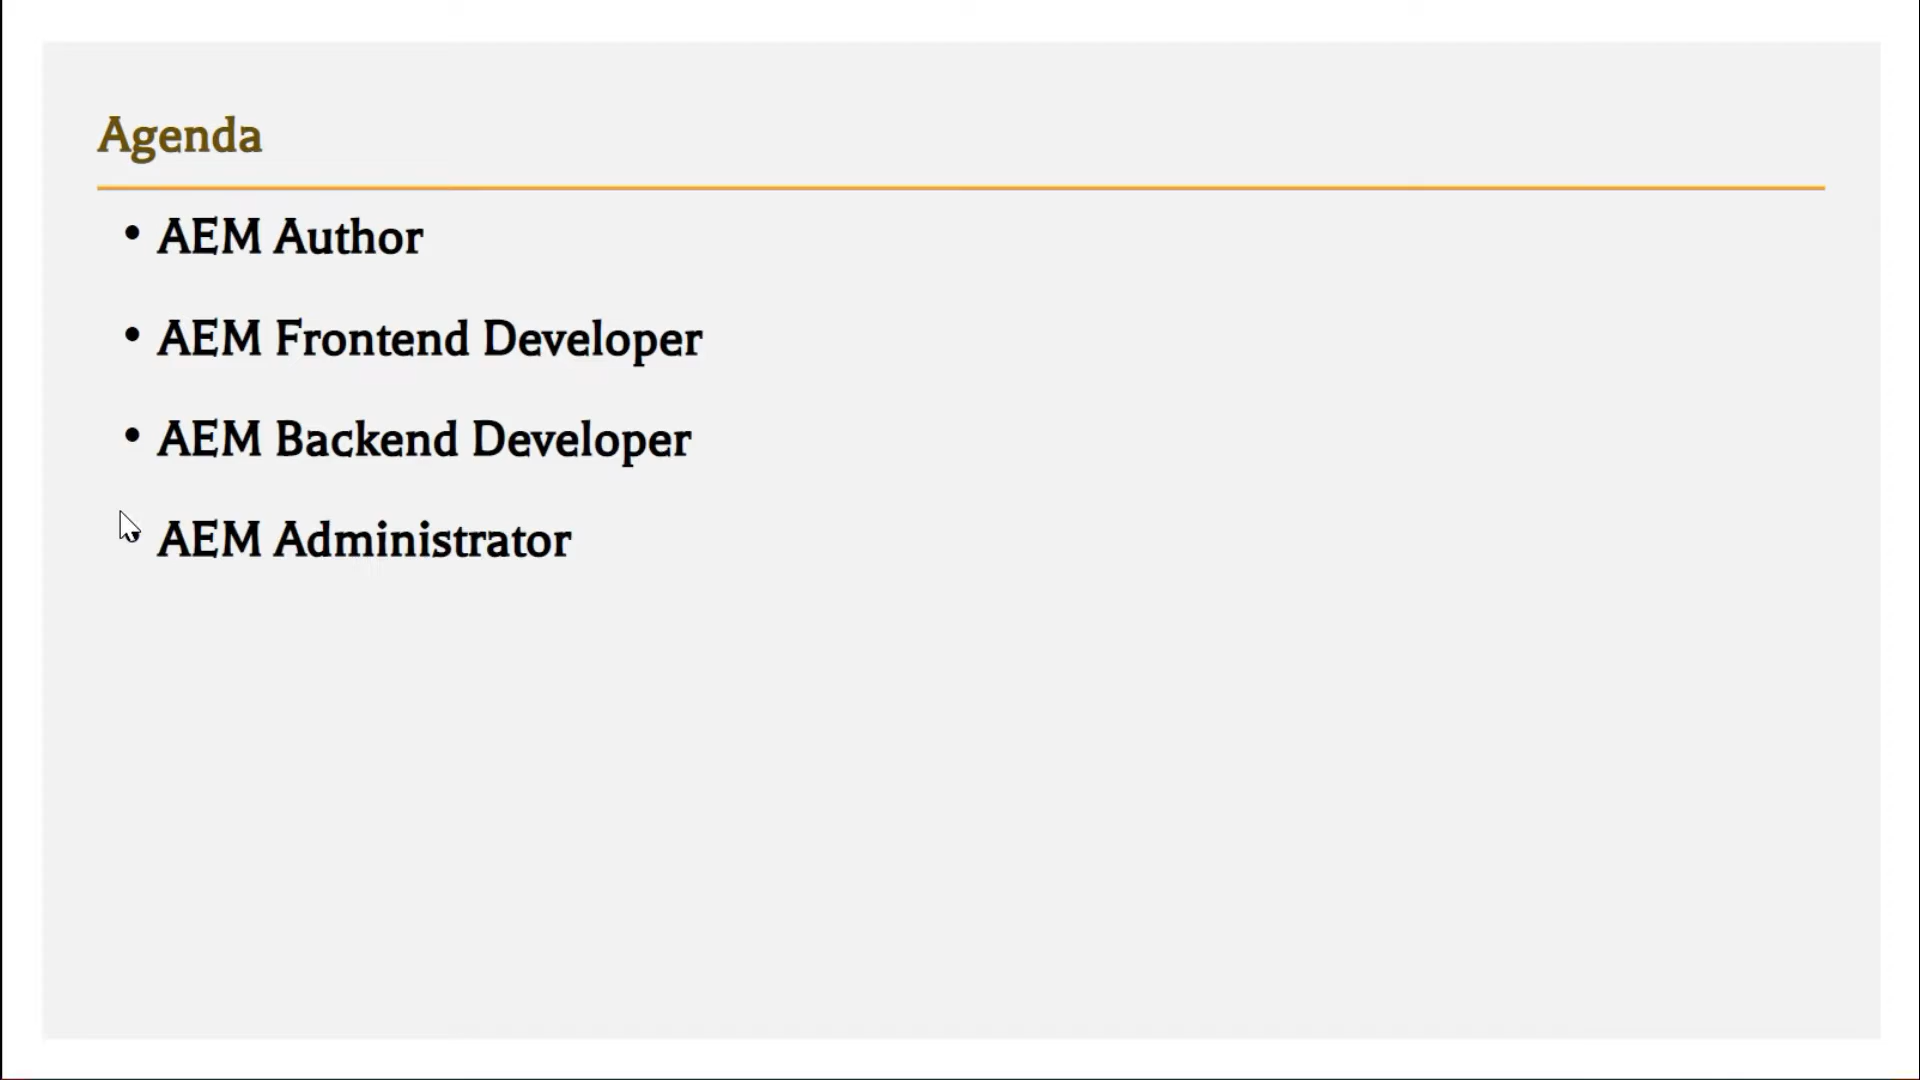 Agenda
• AEM Author
• AEM Frontend Developer
• AEM Backend Developer
AEM Administrator